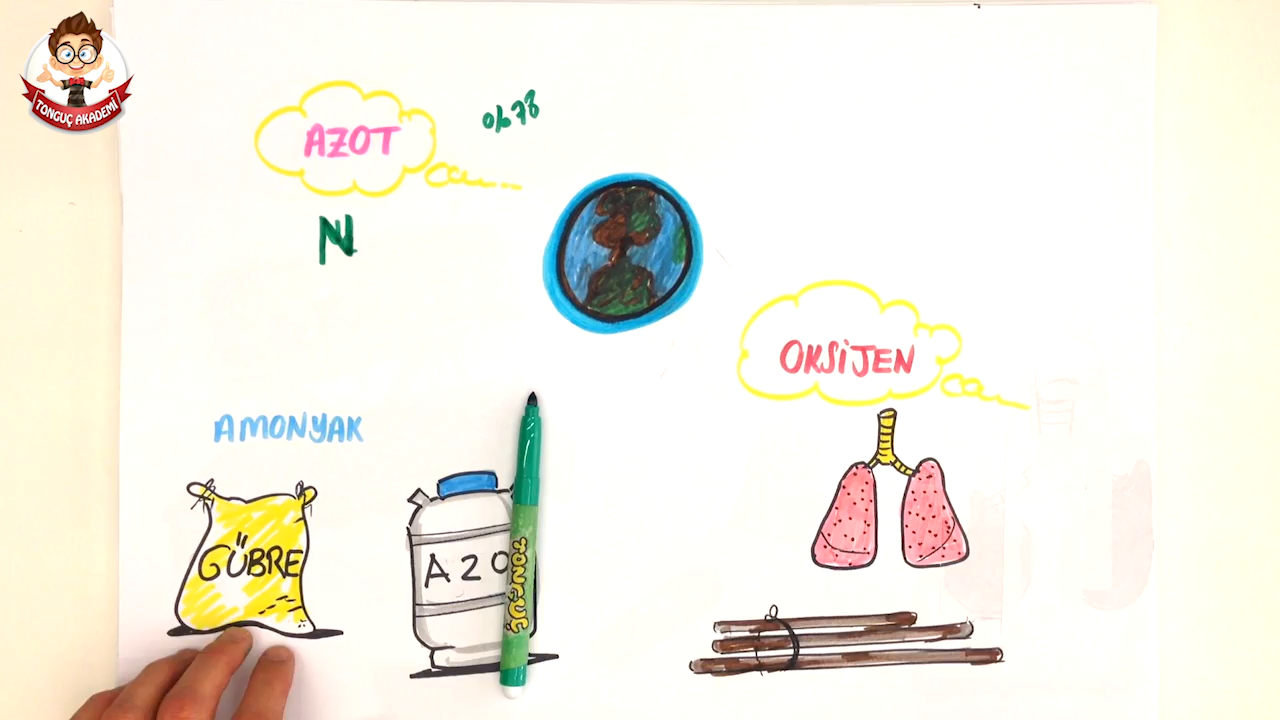 TONGUÇ AKADEMİ
AZOT
%78
N
OKSİJEN
AMONYAK
GÜBRE
AZO
TONGUÇ